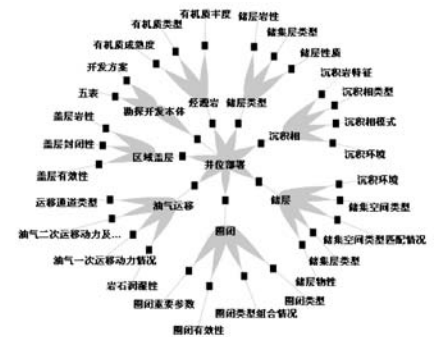 有机质丰度
储层岩性
有机质类型
储集层类型
有机质成熟度
储层性质
开发方案
沉积岩特征
五表
烃源岩
储层类型
沉积相类型
勘探开发本体
盖层岩性
沉积相
沉积相模式
盖层封闭性
区域盖层
井位部署
沉积环境
盖层有效性
沉积环境
运移通道类型
油气运移
储层
储集空间类型
油气二次运移动力及...
圈闭
储集空间类型匹配情况
油气一次运移动力情况
储集层类型
岩石润湿性
储层物性
圈闭重要参数
圈闭类型
圈闭类型组合情况
圈闭有效性